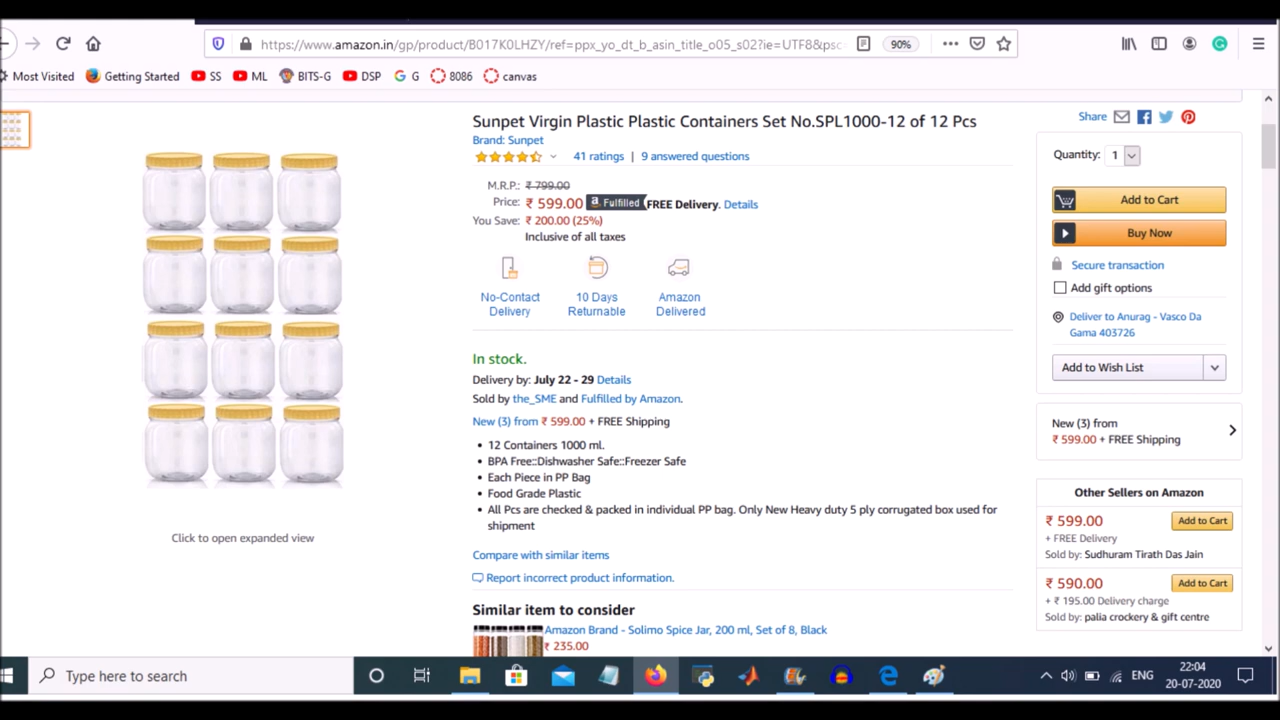 https://www.amazon.in/gp/product/B017K0LHZY/ref=ppx_yo_dt_b_asin_title_o05_s02?ie=UTF8&psc
90%
Most Visited
Getting Started
SS
ML
BITS-G
DSP
G
8086
canvas
Sunpet Virgin Plastic Plastic Containers Set No.SPL1000-12 of 12 Pcs
Brand: Sunpet
41 ratings | 9 answered questions
M.R.P.: ₹ 799.00
Price: ₹ 599.00 a Fulfilled FREE Delivery. Details
You Save: ₹ 200.00 (25%)
Inclusive of all taxes
No-Contact
Delivery
10 Days
Returnable
Amazon
Delivered
In stock.
Delivery by: July 22 - 29 Details
Sold by the_SME and Fulfilled by Amazon.
New (3) from ₹ 599.00 + FREE Shipping
• 12 Containers 1000 ml.
• BPA Free::Dishwasher Safe::Freezer Safe
• Each Piece in PP Bag
• Food Grade Plastic
• All Pcs are checked & packed in individual PP bag. Only New Heavy duty 5 ply corrugated box used for
shipment
Compare with similar items
Report incorrect product information.
Similar item to consider
Amazon Brand - Solimo Spice Jar, 200 ml, Set of 8, Black
₹ 235.00
Click to open expanded view
Share
Quantity: 1
Add to Cart
Buy Now
Secure transaction
Add gift options
Deliver to Anurag - Vasco Da
Gama 403726
Add to Wish List
New (3) from
₹ 599.00 + FREE Shipping
Other Sellers on Amazon
₹ 599.00 Add to Cart
+ FREE Delivery
Sold by: Sudhuram Tirath Das Jain
₹ 590.00 Add to Cart
+ ₹ 195.00 Delivery charge
Sold by: palia crockery & gift centre
Type here to search
ENG
22:04
20-07-2020